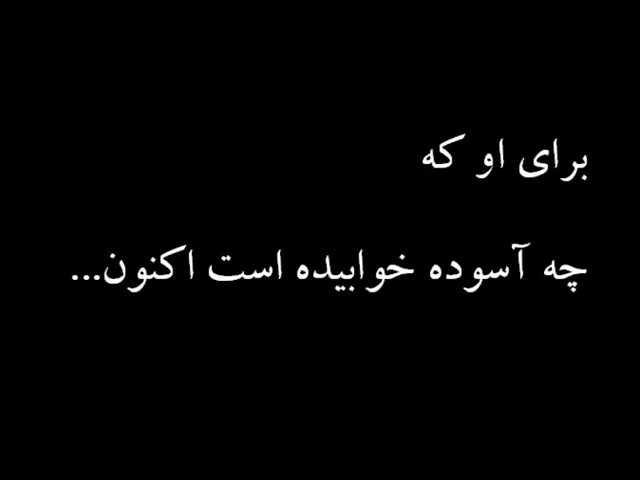 برای او که
چه آسوده خوابیده است اکنون...